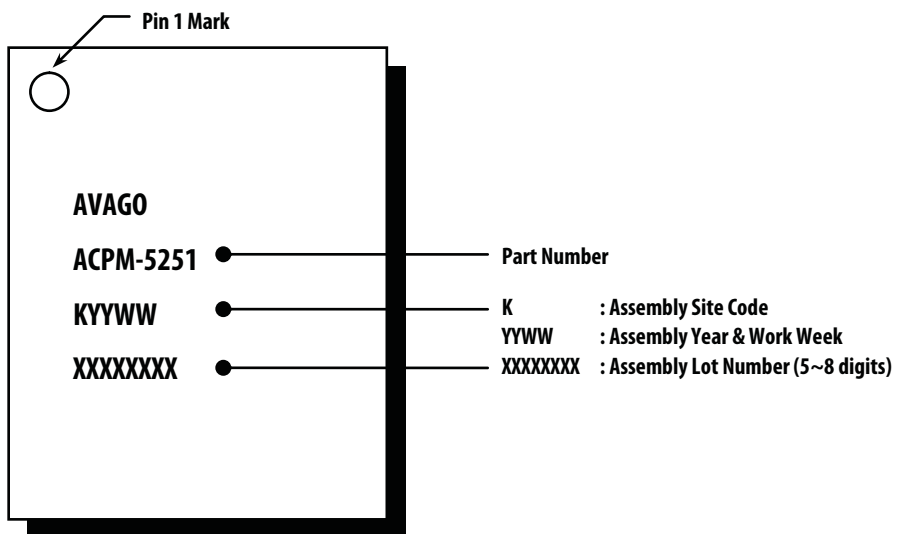 Pin 1 Mark
AVAGO
ACPM-5251
Part Number
KYYWW
K : Assembly Site Code
YYWW : Assembly Year & Work Week
XXXXXXXX
XXXXXXXX : Assembly Lot Number (5~8 digits)